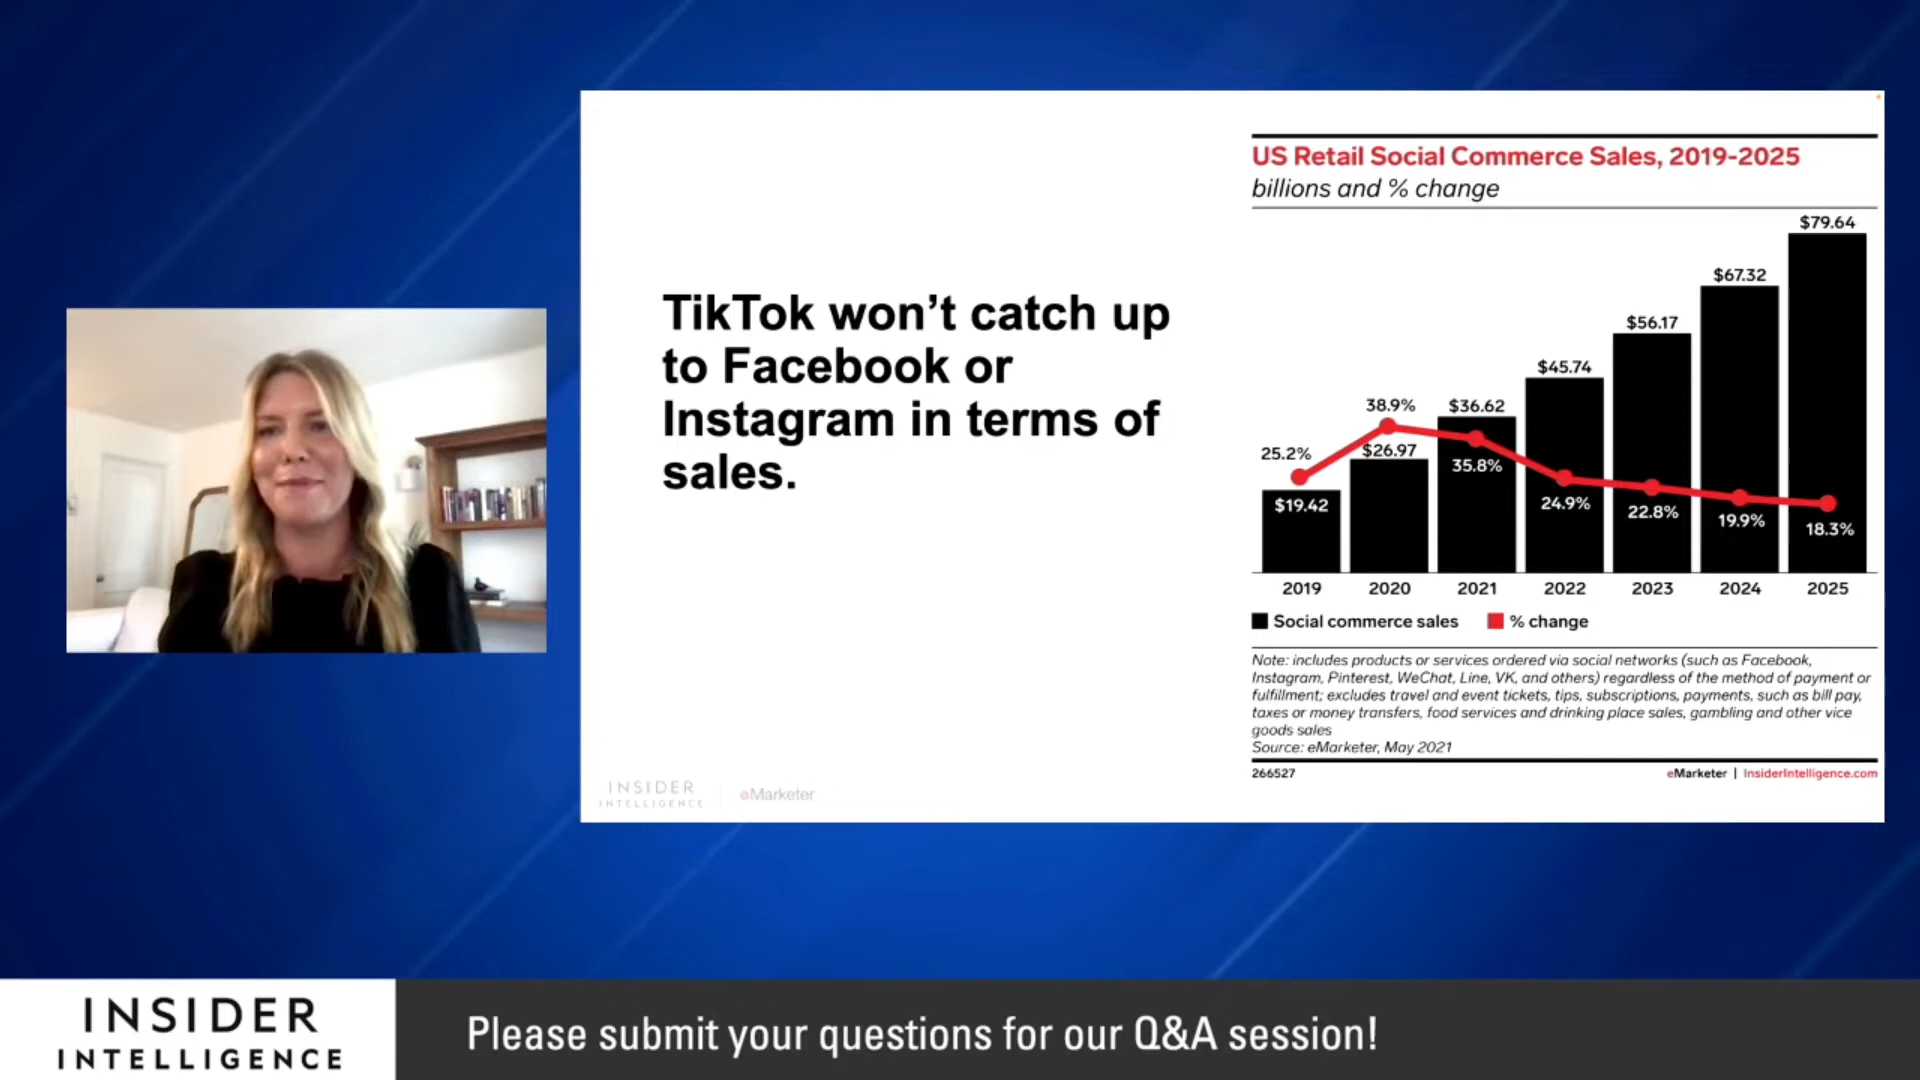 TikTok won’t catch up
to Facebook or
Instagram in terms of
sales.
INSIDER
INTELLIGENCE
eMarketer
US Retail Social Commerce Sales, 2019-2025
billions and % change
$79.64
$67.32
$56.17
$45.74
38.9%
$36.62
25.2%
$26.97
35.8%
$19.42
24.9%
22.8%
19.9%
18.3%
2019 2020 2021 2022 2023 2024 2025
Social commerce sales % change
Note: includes products or services ordered via social networks (such as Facebook,
Instagram, Pinterest, WeChat, Line, VK, and others) regardless of the method of payment or
fulfillment; excludes travel and event tickets, tips, subscriptions, payments, such as bill pay,
taxes or money transfers, food services and drinking place sales, gambling and other vice
goods sales
Source: eMarketer, May 2021
266527 eMarketer | InsiderIntelligence.com
INSIDER
INTELLIGENCE
Please submit your questions for our Q&A session!